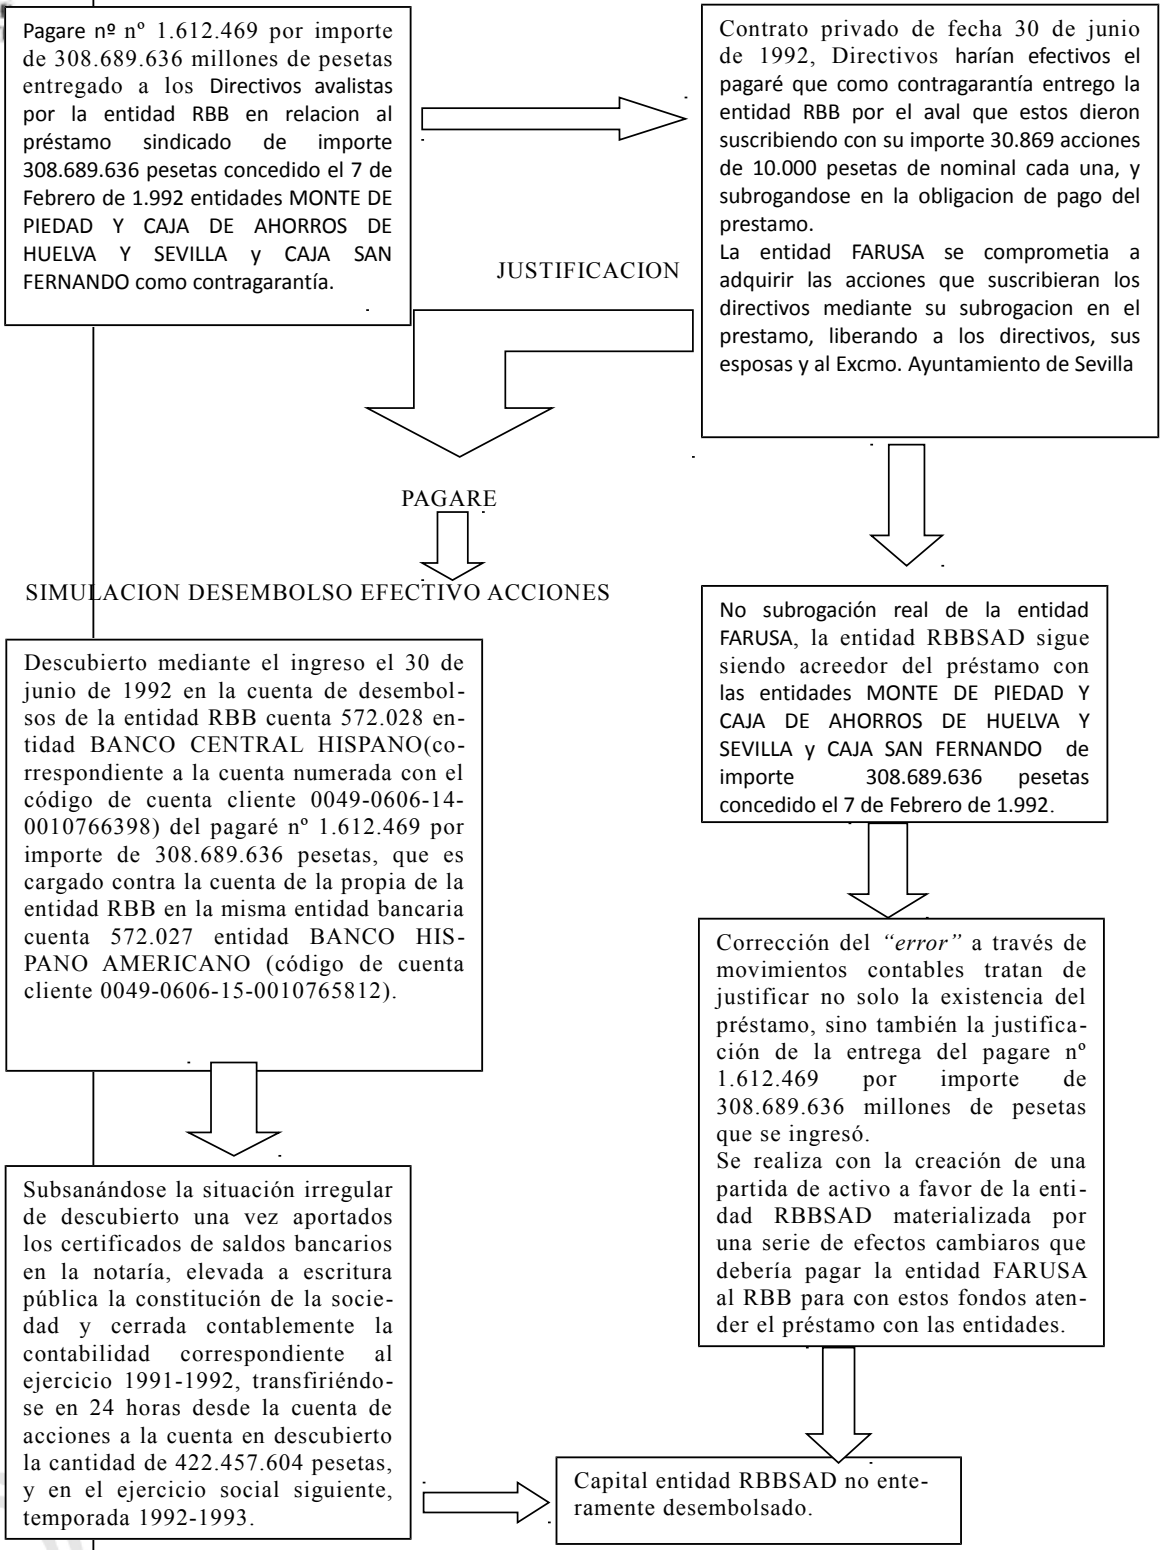 Pagare nº nº 1.612.469 por importe
de 308.689.636 millones de pesetas
entregado a los Directivos avalistas
por la entidad RBB en relacion al
préstamo sindicado de importe
308.689.636 pesetas concedido el 7 de
Febrero de 1.992 entidades MONTE DE
PIEDAD Y CAJA DE AHORROS DE
HUELVA Y SEVILLA y CAJA SAN
FERNANDO como contragarantía.
Contrato privado de fecha 30 de junio
de 1992, Directivos harían efectivos el
pagaré que como contragarantía entrego la
entidad RBB por el aval que estos dieron
suscribiendo con su importe 30.869 acciones
de 10.000 pesetas de nominal cada una, y
subrogandose en la obligacion de pago del
prestamo.
La entidad FARUSA se comprometia a
adquirir las acciones que suscribieran los
directivos mediante su subrogacion en el
prestamo, liberando a los directivos, sus
esposas y al Excmo. Ayuntamiento de Sevilla
JUSTIFICACION
PAGARE
SIMULACION DESEMBOLSO EFECTIVO ACCIONES
No subrogación real de la entidad
FARUSA, la entidad RBBSAD sigue
siendo acreedor del préstamo con
las entidades MONTE DE PIEDAD Y
CAJA DE AHORROS DE HUELVA Y
SEVILLA y CAJA SAN FERNANDO de
importe 308.689.636 pesetas
concedido el 7 de Febrero de 1.992.
Descubierto mediante el ingreso el 30 de
junio de 1992 en la cuenta de desembol-
sos de la entidad RBB cuenta 572.028 en-
tidad BANCO CENTRAL HISPANO(co-
rrespondiente a la cuenta numerada con el
código de cuenta cliente 0049-0606-14-
0010766398) del pagaré nº 1.612.469 por
importe de 308.689.636 pesetas, que es
cargado contra la cuenta de la propia de la
entidad RBB en la misma entidad bancaria
cuenta 572.027 entidad BANCO HIS-
PANO AMERICANO (código de cuenta
cliente 0049-0606-15-0010765812).
Corrección del “error” a través de
movimientos contables tratan de
justificar no solo la existencia del
préstamo, sino también la justifica-
ción de la entrega del pagare nº
1.612.469 por importe de
308.689.636 millones de pesetas
que se ingresó.
Se realiza con la creación de una
partida de activo a favor de la enti-
dad RBBSAD materializada por
una serie de efectos cambiaros que
debería pagar la entidad FARUSA
al RBB para con estos fondos aten-
der el préstamo con las entidades.
Subsanándose la situación irregular
de descubierto una vez aportados
los certificados de saldos bancarios
en la notaría, elevada a escritura
pública la constitución de la socie-
dad y cerrada contablemente la
contabilidad correspondiente al
ejercicio 1991-1992, transfiriéndo-
se en 24 horas desde la cuenta de
acciones a la cuenta en descubierto
la cantidad de 422.457.604 pesetas,
y en el ejercicio social siguiente,
temporada 1992-1993.
Capital entidad RBBSAD no ente-
ramente desembolsado.